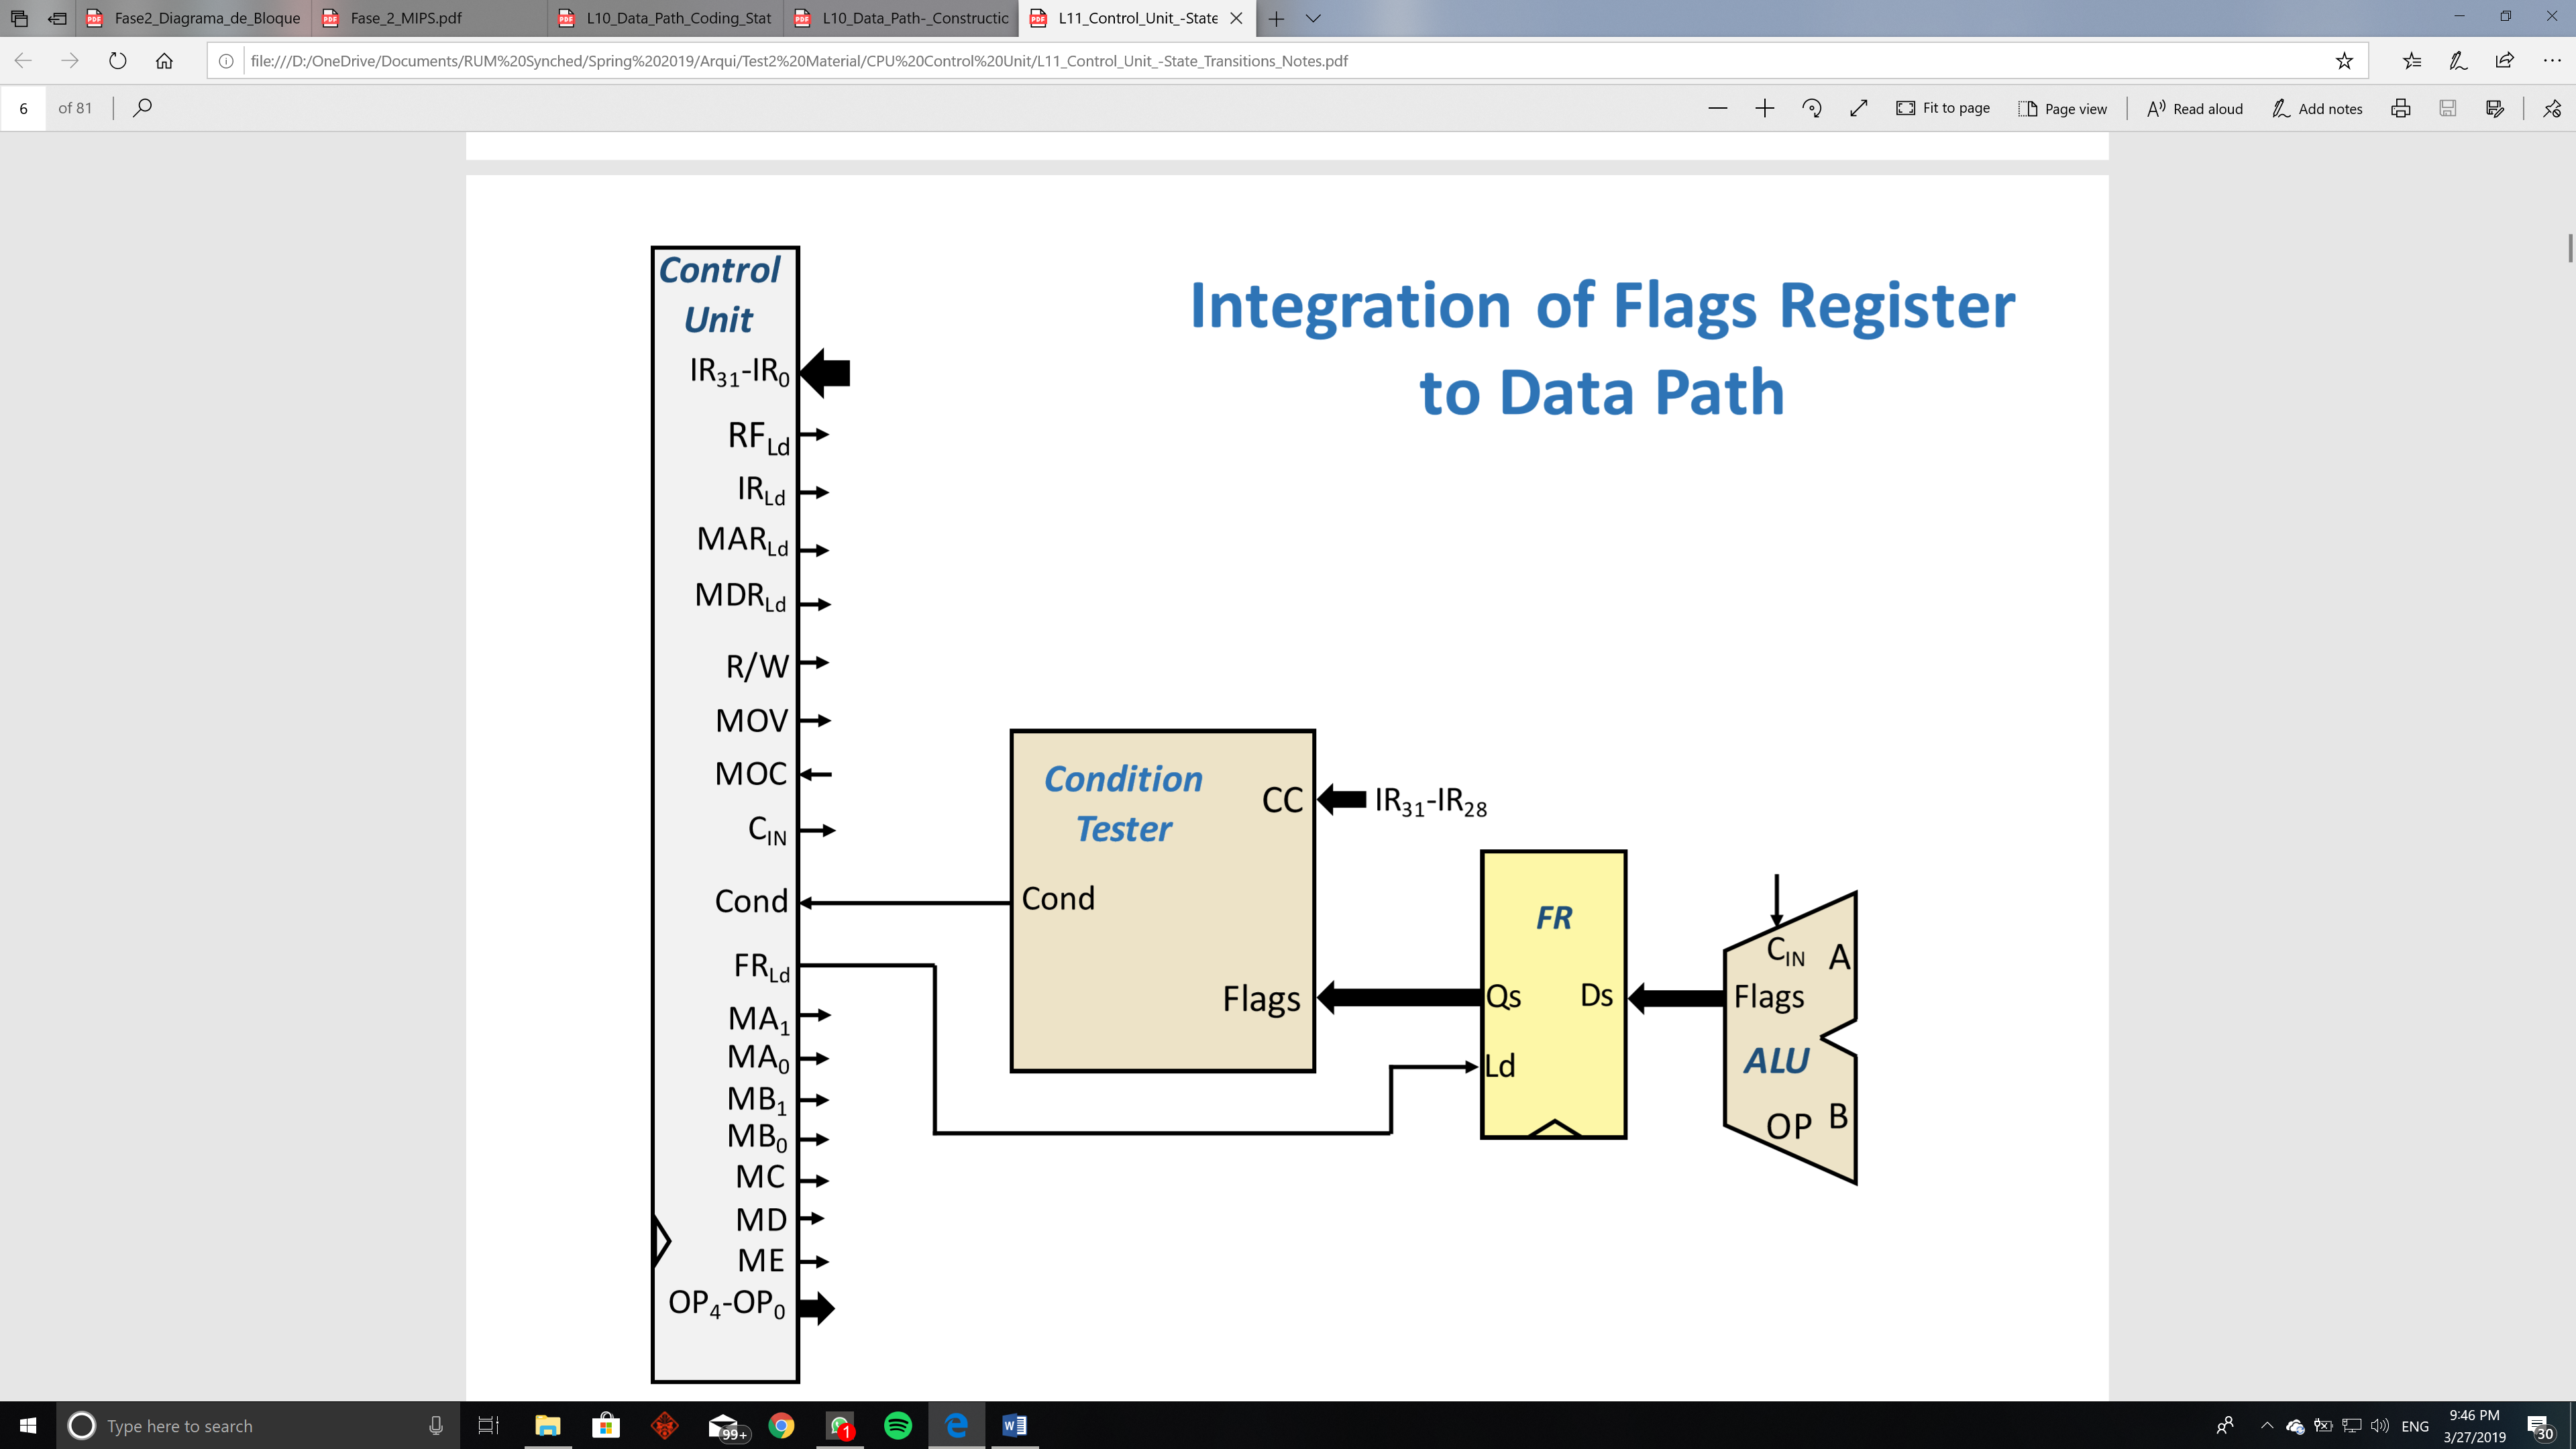 Fase2_Diagrama_de_Bloque
Fase_2_MIPS.pdf
L10_Data_Path_Coding_Stat
L10_Data_Path-_Constructic
L11_Control_Unit_-State
file:///D:/OneDrive/Documents/RUM%20Synched/Spring%202019/Arqui/Test2%20Material/CPU%20Control%20Unit/L11_Control_Unit_-State_Transitions_Notes.pdf
6 of 81
Fit to page
Page view
Read aloud
Add notes
Integration of Flags Register
to Data Path
Control
Unit
IR31-IR0
RFLd
IRLd
MARLd
MDRLd
R/W
MOV
MOC
CIN
Cond
FRLd
MA1
MA0
MB1
MB0
MC
MD
ME
OP4-OP0
Condition
Tester
CC
Cond
Flags
IR31-IR28
FR
Qs
Ds
Ld
CIN
A
Flags
ALU
OP
B
Type here to search
99+
1
W
ENG
9:46 PM
3/27/2019
30